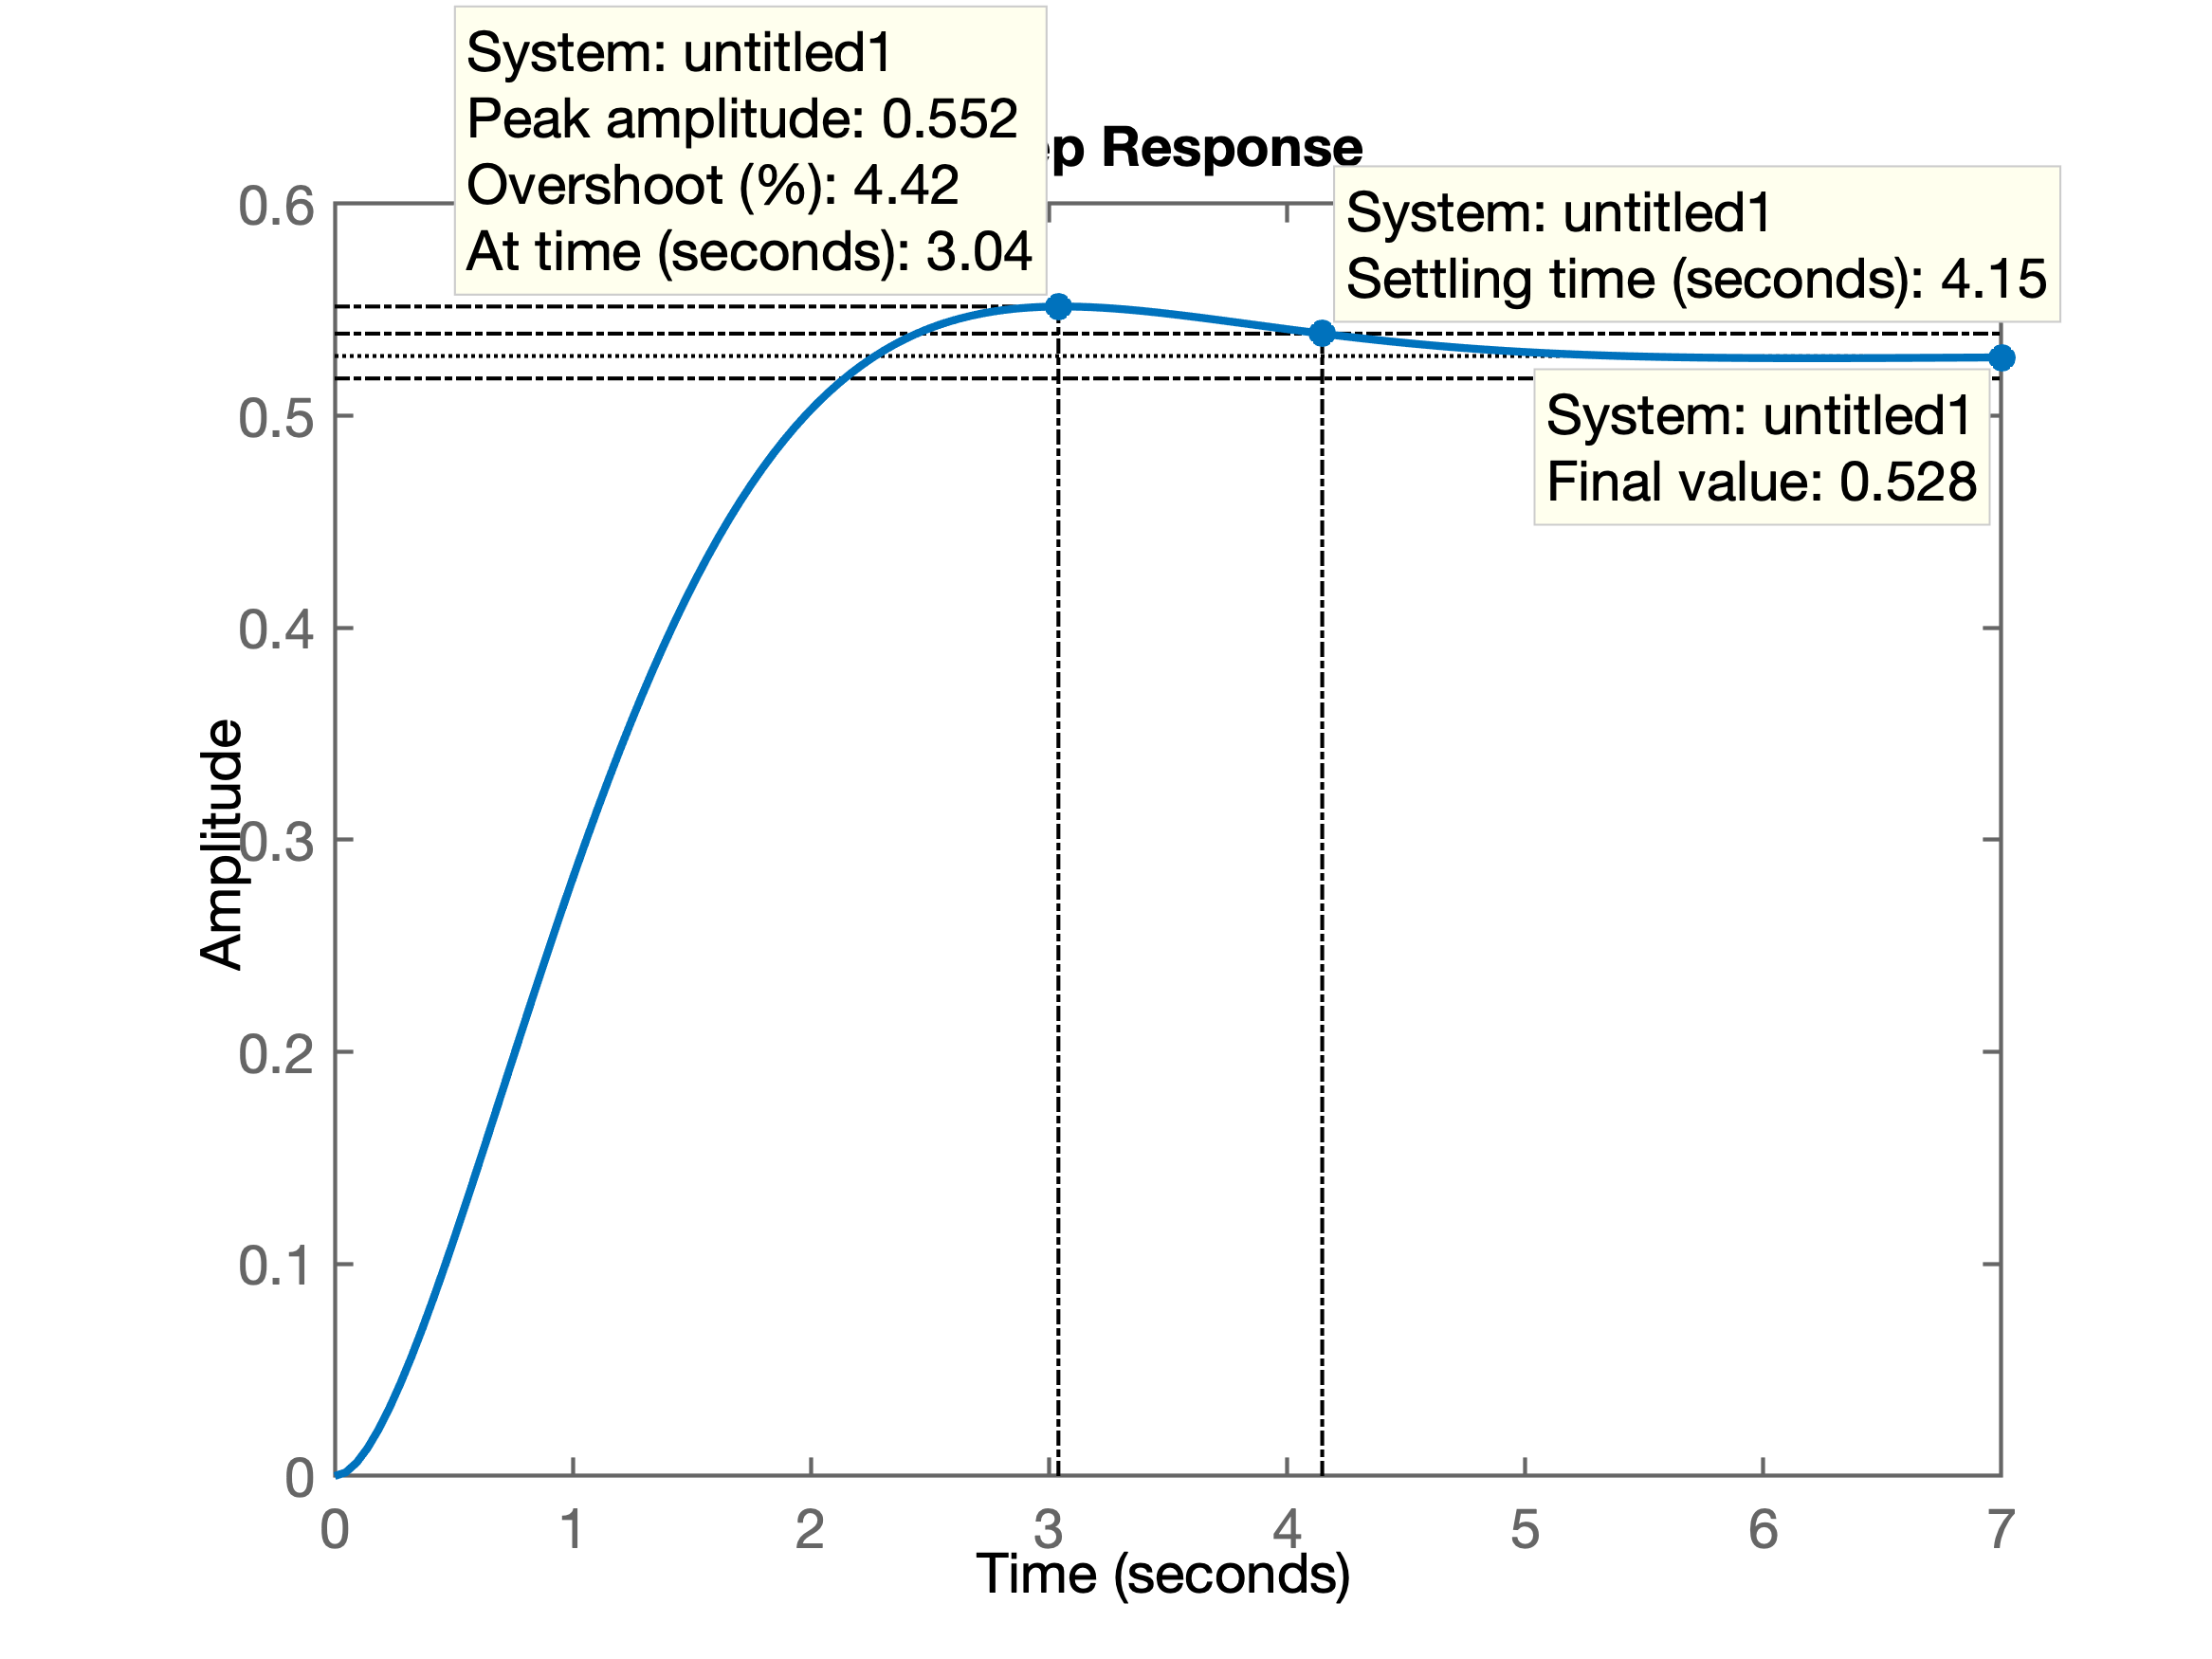 System: untitled1
Peak amplitude: 0.552
Overshoot (%): 4.42
At time (seconds): 3.04
Response
System: untitled1
Settling time (seconds): 4.15
System: untitled1
Final value: 0.528
Amplitude
0.6
0.5
0.4
0.3
0.2
0.1
0
0 1 2 3 4 5 6 7
Time (seconds)